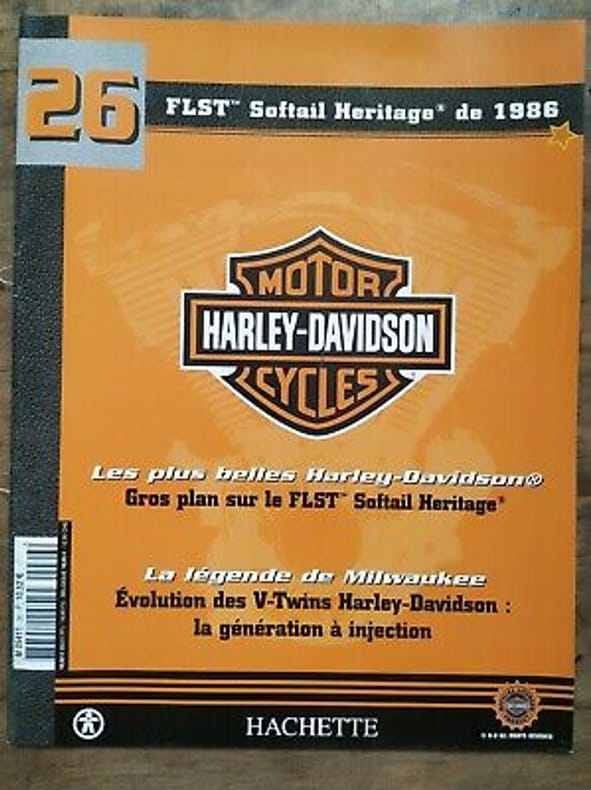 26
FLST™ Softail Heritage® de 1986
MOTOR
HARLEY-DAVIDSON
CYCLES
Les plus belles Harley-Davidson®
Gros plan sur le FLST™ Softail Heritage®
La légende de Milwaukee
Évolution des V-Twins Harley-Davidson :
la génération à injection
HACHETTE